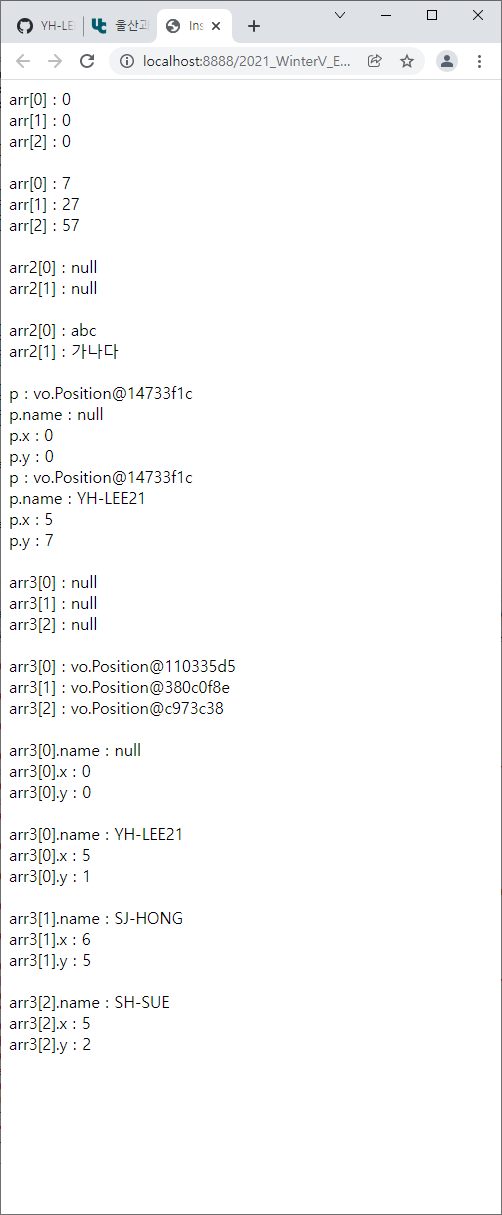 YH-LE
울산과
Ins
localhost:8888/2021_WinterV_E...
arr[0] : 0
arr[1] : 0
arr[2] : 0
arr[0] : 7
arr[1] : 27
arr[2] : 57
arr2[0] : null
arr2[1] : null
arr2[0] : abc
arr2[1] : 가나다
p : vo.Position@14733f1c
p.name : null
p.x : 0
p.y : 0
p : vo.Position@14733f1c
p.name : YH-LEE21
p.x : 5
p.y : 7
arr3[0] : null
arr3[1] : null
arr3[2] : null
arr3[0] : vo.Position@110335d5
arr3[1] : vo.Position@380c0f8e
arr3[2] : vo.Position@c973c38
arr3[0].name : null
arr3[0].x : 0
arr3[0].y : 0
arr3[0].name : YH-LEE21
arr3[0].x : 5
arr3[0].y : 1
arr3[1].name : SJ-HONG
arr3[1].x : 6
arr3[1].y : 5
arr3[2].name : SH-SUE
arr3[2].x : 5
arr3[2].y : 2